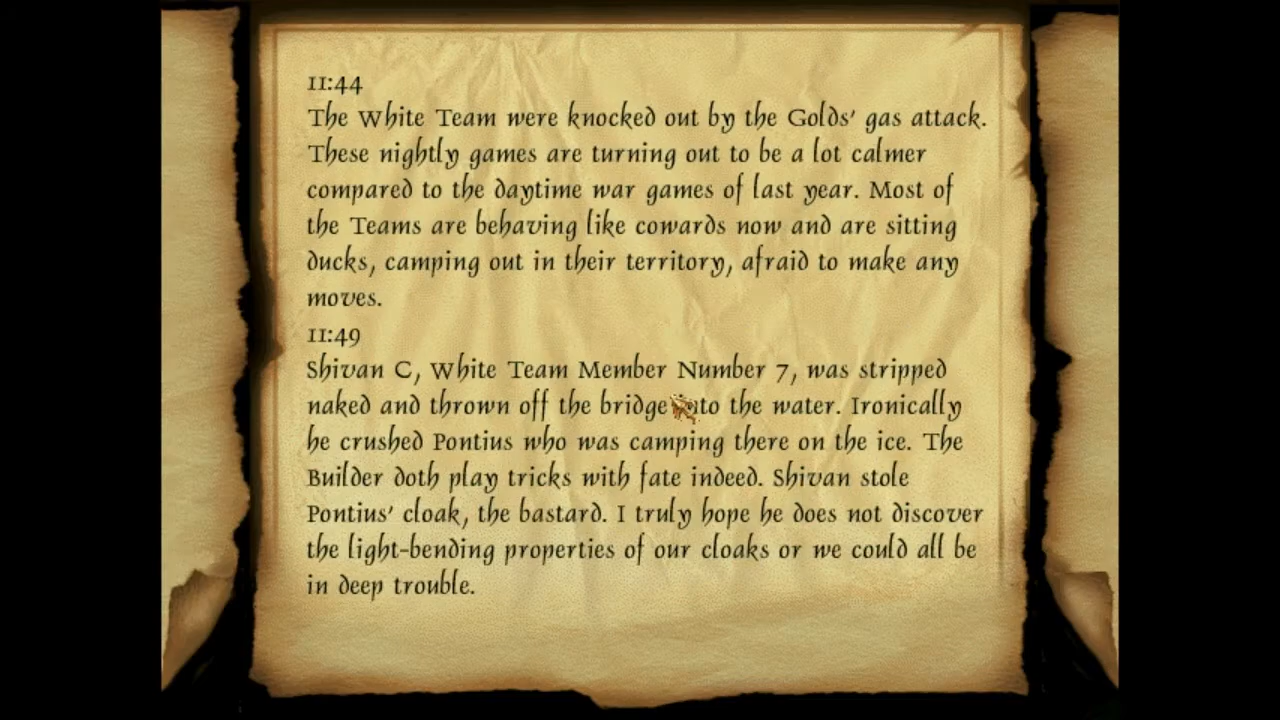 11:44
The White Team were knocked out by the Golds' gas attack.
These nightly games are turning out to be a lot calmer
compared to the daytime war games of last year. Most of
the Teams are behaving like cowards now and are sitting
ducks, camping out in their territory, afraid to make any
moves.
11:49
Shivan C, White Team Member Number 7, was stripped
naked and thrown off the bridge into the water. Ironically
he crushed Pontius who was camping there on the ice. The
Builder doth play tricks with fate indeed. Shivan stole
Pontius' cloak, the bastard. I truly hope he does not discover
the light-bending properties of our cloaks or we could all be
in deep trouble.